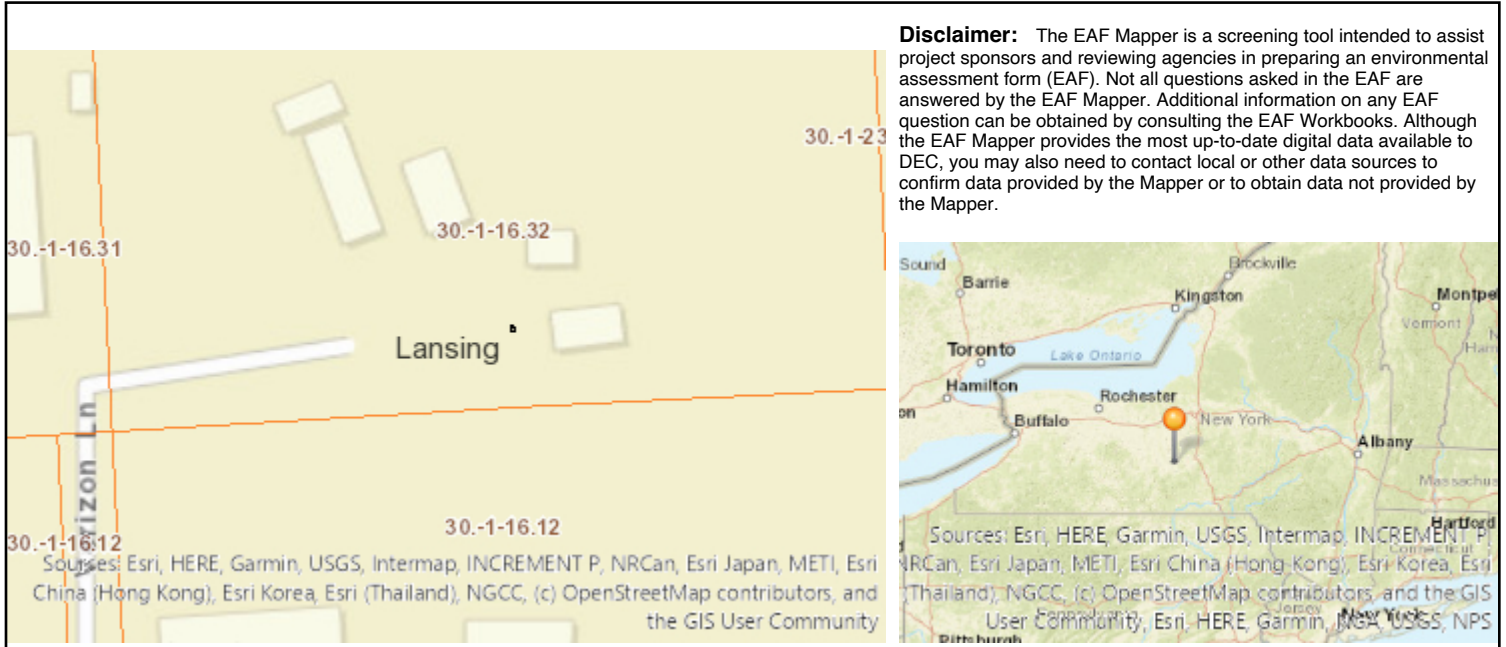 Disclaimer: The EAF Mapper is a screening tool intended to assist
project sponsors and reviewing agencies in preparing an environmental
assessment form (EAF). Not all questions asked in the EAF are
answered by the EAF Mapper. Additional information on any EAF
question can be obtained by consulting the EAF Workbooks. Although
the EAF Mapper provides the most up-to-date digital data available to
DEC, you may also need to contact local or other data sources to
confirm data provided by the Mapper or to obtain data not provided by
the Mapper.
30.-1-23
30.-1-16.32
30.-1-16.31
Lansing
rizon Ln
30.-1-16.12
30.-1-16.12
Sources: Esri, HERE, Garmin, USGS, Intermap, INCREMENT P, NRCan, Esri Japan, METI, Esri
China (Hong Kong), Esri Korea, Esri (Thailand), NGCC, (c) OpenStreetMap contributors, and
the GIS User Community
Sound
Barrie
Brockville
Kingston
Montpe
Vermont
Ham
Toronto
Lake Ontario
Hamilton
Rochester
on
Buffalo
New York
Albany
Massachus
Hartford
Connecticut
Sources: Esri, HERE, Garmin, USGS, Intermap, INCREMENT P,
NRCan, Esri Japan, METI, Esri China (Hong Kong), Esri Korea, Esri
(Thailand), NGCC, (c) OpenStreetMap contributors, and the GIS
User Community, Esri, HERE, Garmin, NGA, USGS, NPS
Pennsylvania
Jersey
New York
Pittsburgh